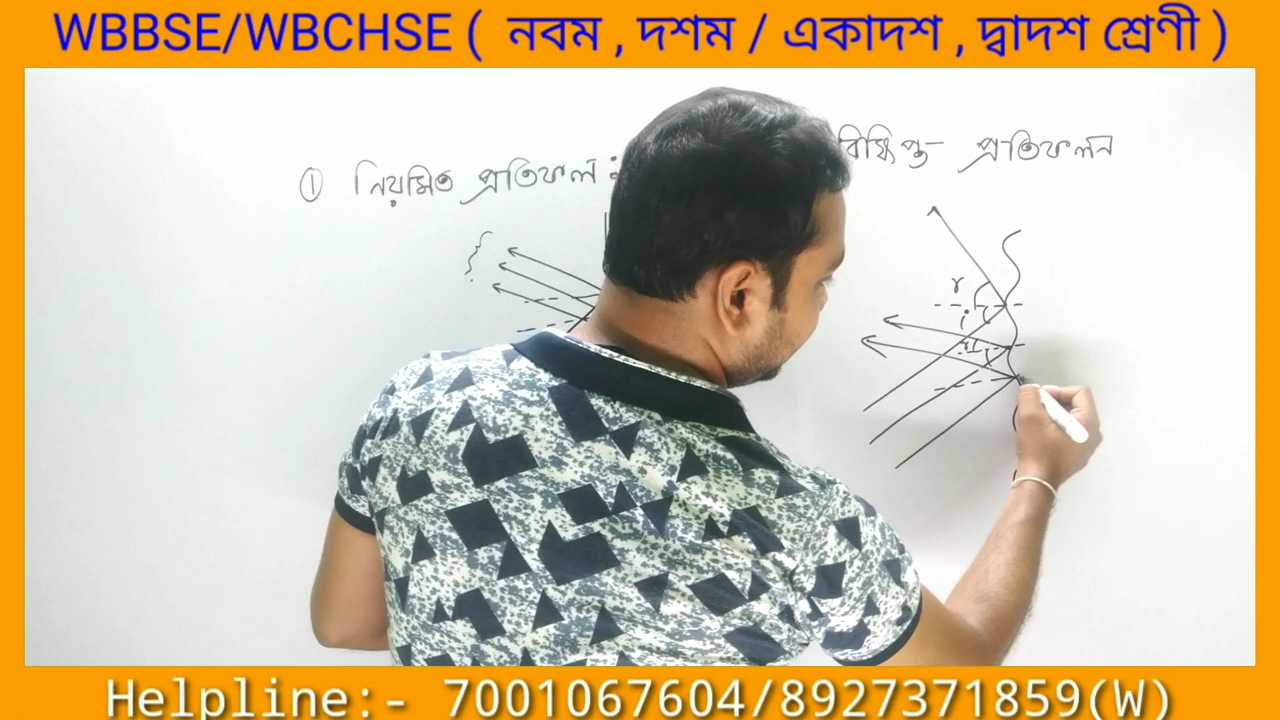 WBBSE/WBCHSE ( নবম , দশম / একাদশ , দ্বাদশ শ্রেণী )
① নিয়মিত প্রতিফলন :
বিক্ষিপ্ত প্রতিফলন
r
i
r i
Helpline:- 7001067604/8927371859(W)